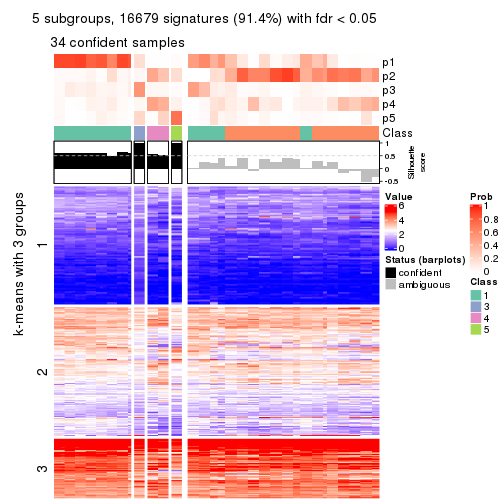 5 subgroups, 16679 signatures (91.4%) with fdr < 0.05
34 confident samples
p1
p2
p3
p4
p5
Class
1
0.5
0
-0.5
Silhouette
score
k-means with 3 groups
1
2
3
Value
6
4
2
0
Status (barplots)
confident
ambiguous
Prob
1
0.8
0.6
0.4
0.2
0
Class
1
3
4
5